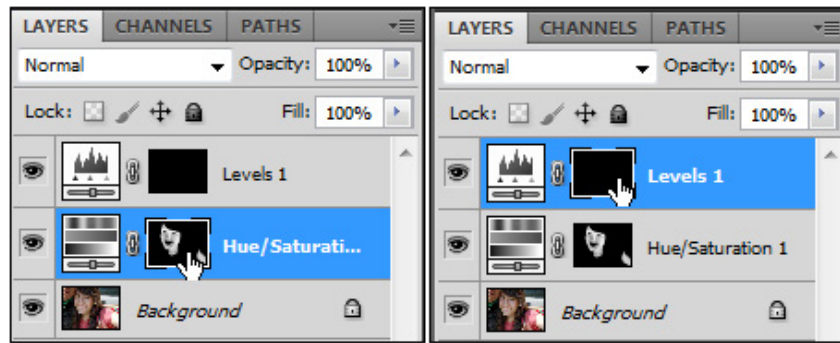 LAYERS CHANNELS PATHS
Normal Opacity: 100%
Lock: Fill: 100%
Levels 1
Hue/Saturati...
Background
LAYERS CHANNELS PATHS
Normal Opacity: 100%
Lock: Fill: 100%
Levels 1
Hue/Saturation 1
Background